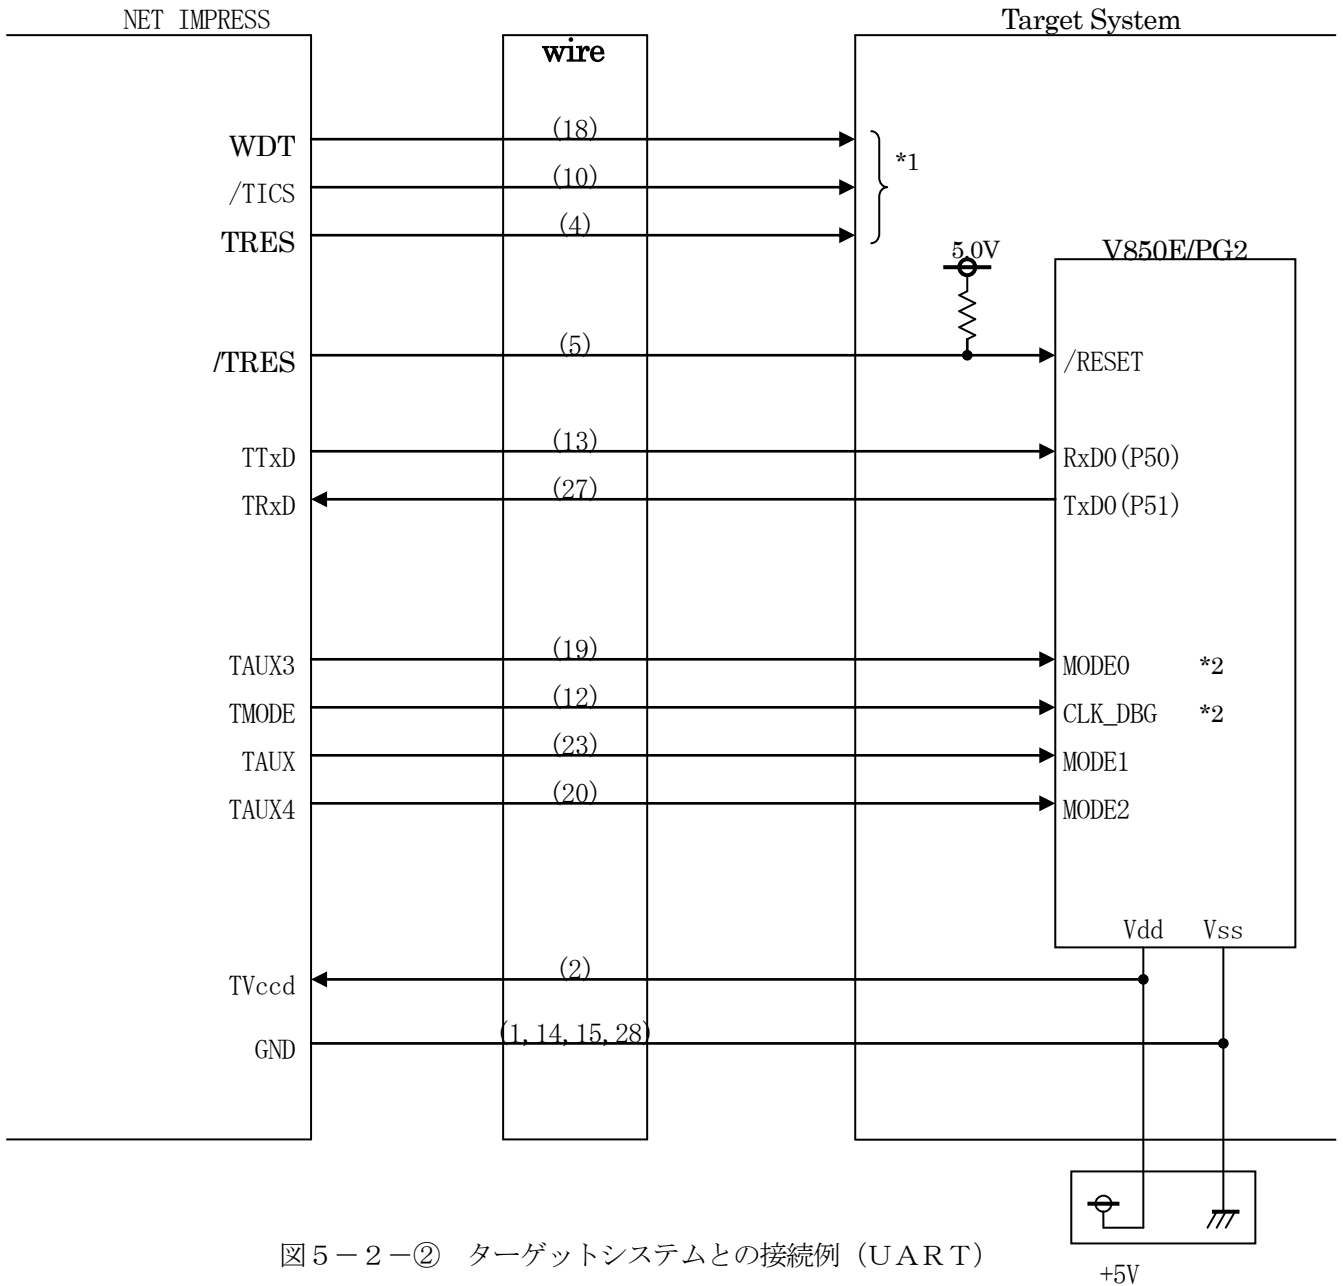 NET IMPRESS
Target System
wire
WDT
(18)
*1
/TICS
(10)
TRES
(4)
5.0V
V850E/PG2
/TRES
(5)
/RESET
TTxD
(13)
RxD0(P50)
TRxD
(27)
TxD0(P51)
TAUX3
(19)
MODE0
*2
TMODE
(12)
CLK_DBG
*2
TAUX
(23)
MODE1
TAUX4
(20)
MODE2
Vdd
Vss
TVccd
(2)
GND
(1,14,15,28)
図5-2-② ターゲットシステムとの接続例（UART）
+5V